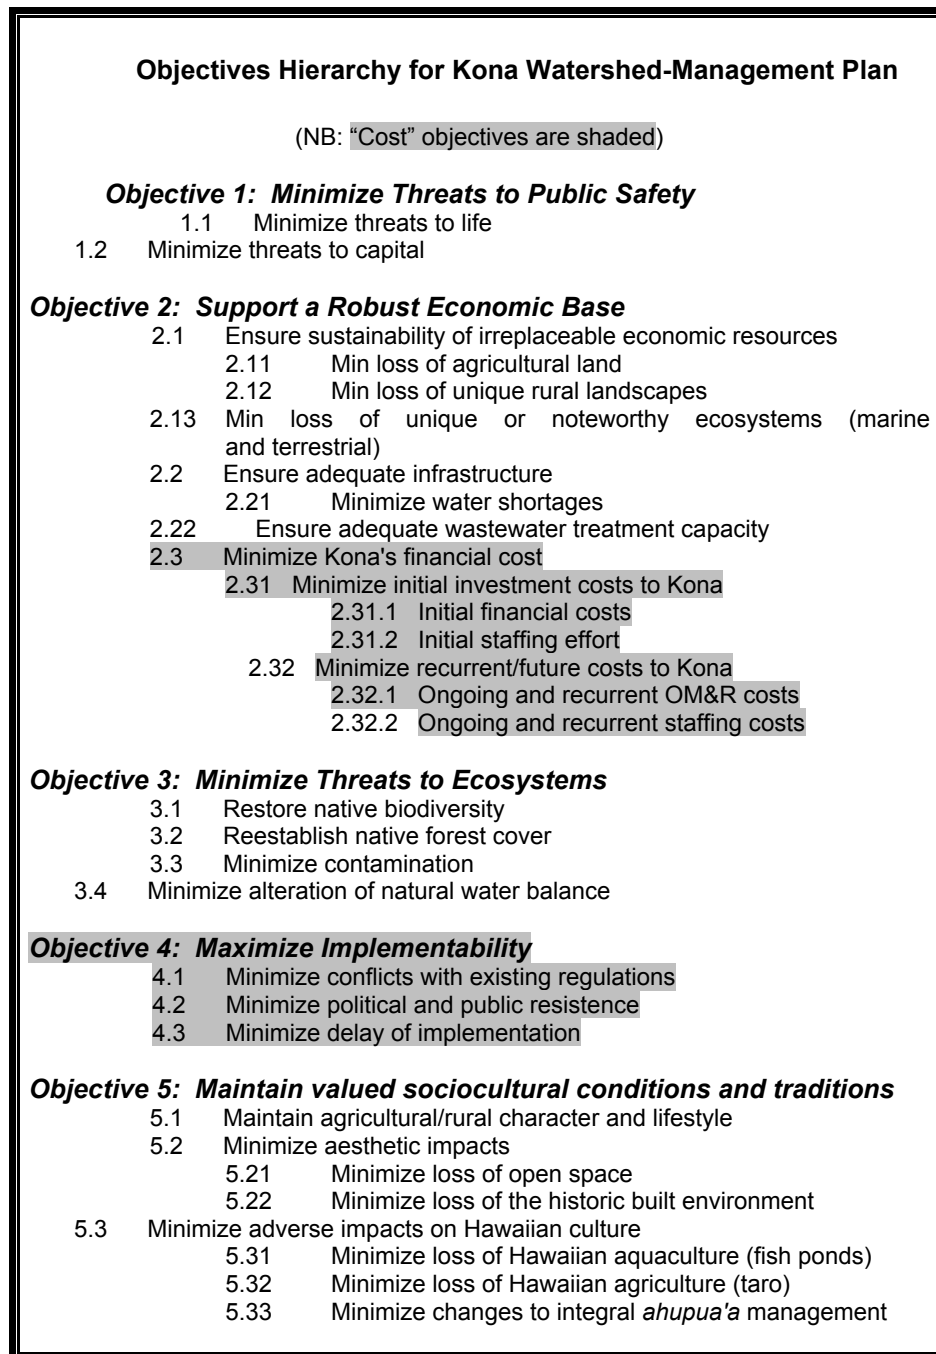 Objectives Hierarchy for Kona Watershed-Management Plan
(NB: “Cost” objectives are shaded)
Objective 1: Minimize Threats to Public Safety
1.1 Minimize threats to life
1.2 Minimize threats to capital
Objective 2: Support a Robust Economic Base
2.1 Ensure sustainability of irreplaceable economic resources
2.11 Min loss of agricultural land
2.12 Min loss of unique rural landscapes
2.13 Min loss of unique or noteworthy ecosystems (marine
and terrestrial)
2.2 Ensure adequate infrastructure
2.21 Minimize water shortages
2.22 Ensure adequate wastewater treatment capacity
2.3 Minimize Kona's financial cost
2.31 Minimize initial investment costs to Kona
2.31.1 Initial financial costs
2.31.2 Initial staffing effort
2.32 Minimize recurrent/future costs to Kona
2.32.1 Ongoing and recurrent OM&R costs
2.32.2 Ongoing and recurrent staffing costs
Objective 3: Minimize Threats to Ecosystems
3.1 Restore native biodiversity
3.2 Reestablish native forest cover
3.3 Minimize contamination
3.4 Minimize alteration of natural water balance
Objective 4: Maximize Implementability
4.1 Minimize conflicts with existing regulations
4.2 Minimize political and public resistence
4.3 Minimize delay of implementation
Objective 5: Maintain valued sociocultural conditions and traditions
5.1 Maintain agricultural/rural character and lifestyle
5.2 Minimize aesthetic impacts
5.21 Minimize loss of open space
5.22 Minimize loss of the historic built environment
5.3 Minimize adverse impacts on Hawaiian culture
5.31 Minimize loss of Hawaiian aquaculture (fish ponds)
5.32 Minimize loss of Hawaiian agriculture (taro)
5.33 Minimize changes to integral ahupua'a management